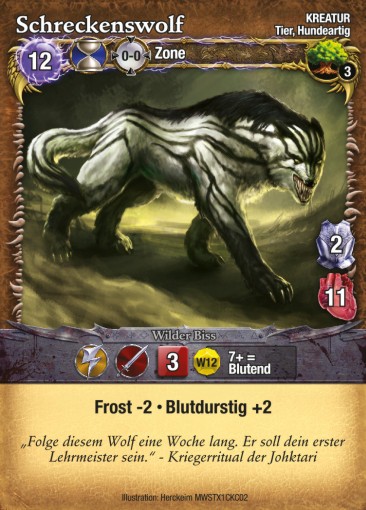 Schreckenswolf
KREATUR
Tier, Hundeartig
12
0-0 Zone
3
2
11
Wilder Biss
3
W12
7+ =
Blutend
Frost -2 • Blutdurstig +2
„Folge diesem Wolf eine Woche lang. Er soll dein erster
Lehrmeister sein.“ - Kriegerritual der Johktari
Illustration: Herckeim MWSTX1CKC02